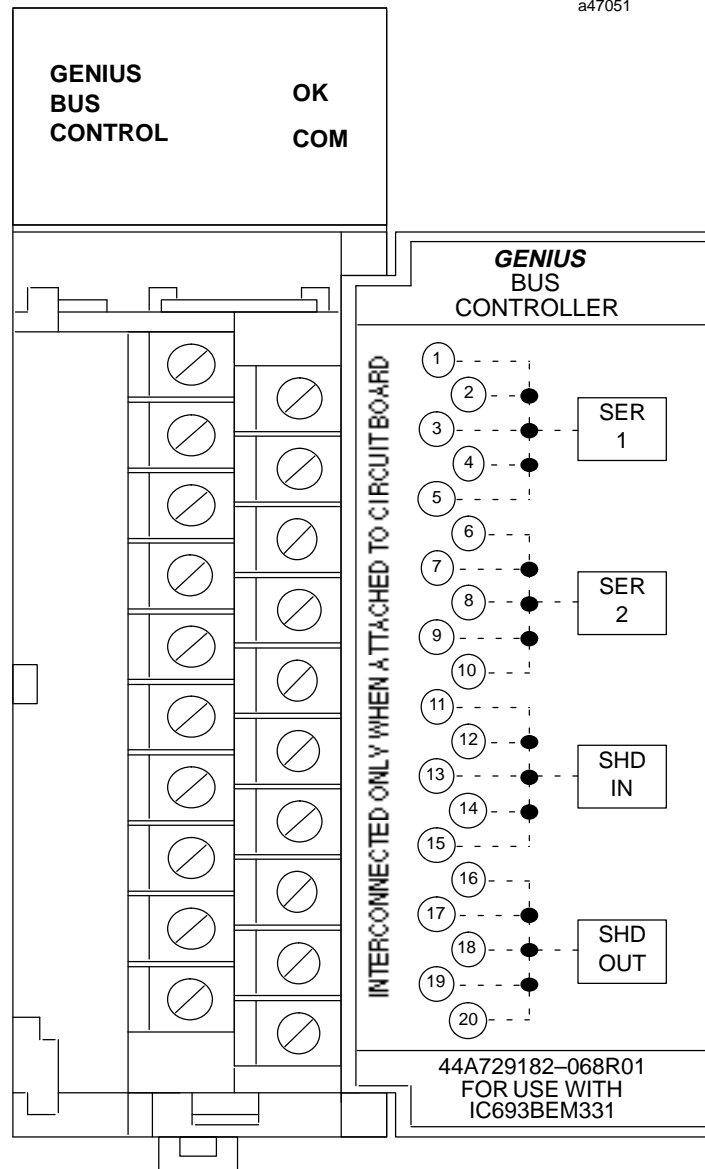 a47051
GENIUS
BUS
CONTROL
OK
COM
GENIUS
BUS
CONTROLLER
INTERCONNECTED ONLY WHEN ATTACHED TO CIRCUIT BOARD
1
2
3
4
5
SER
1
6
7
8
9
10
SER
2
11
12
13
14
15
SHD
IN
16
17
18
19
20
SHD
OUT
44A729182–068R01
FOR USE WITH
IC693BEM331